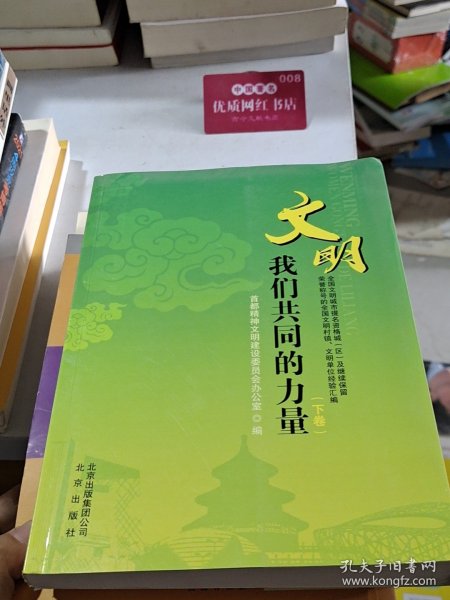 008
中国著名
优质网红书店
文明
我们共同的力量
（下卷）
全国文明城市提名资格城（区）及继续保留
荣誉称号的全国文明村镇、文明单位经验汇编
首都精神文明建设委员会办公室◎编
北京出版集团公司
北京出版社
孔夫子旧书网
www.kongfz.com